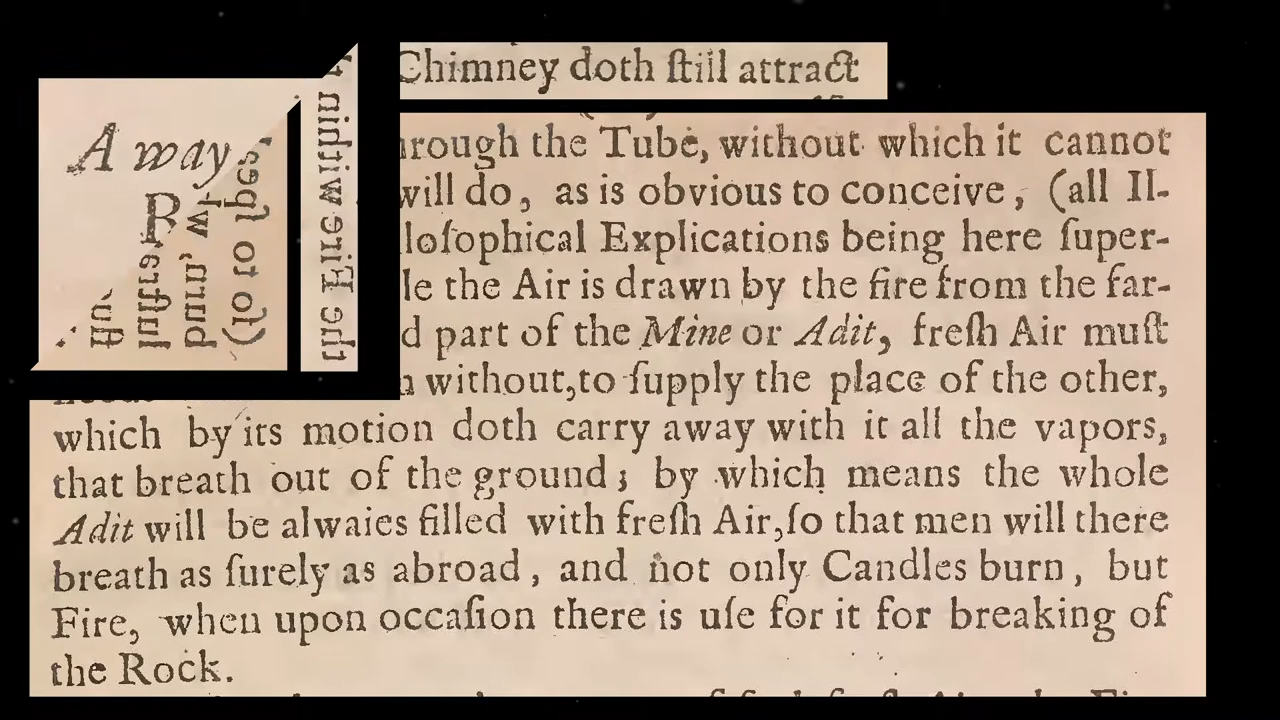 A way
the Fire within
Chimney doth ſtill attract
through the Tube, without which it cannot
will do, as is obvious to conceive, (all Il-
loſophical Explications being here ſuper-
le the Air is drawn by the fire from the far-
d part of the Mine or Adit, freſh Air muſt
without, to ſupply the place of the other,
which by its motion doth carry away with it all the vapors,
that breath out of the ground; by which means the whole
Adit will be alwaies filled with freſh Air, ſo that men will there
breath as ſurely as abroad, and not only Candles burn, but
Fire, when upon occaſion there is uſe for it for breaking of
the Rock.